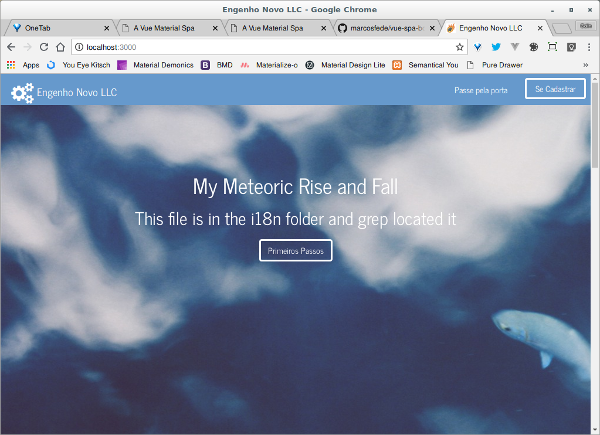 Engenho Novo LLC - Google Chrome
OneTab
A Vue Material Spa
A Vue Material Spa
marcosfede/vue-spa-b
Engenho Novo LLC
localhost:3000
Apps
You Eye Kitsch
Material Demonics
BMD
Materialize-o
Material Design Lite
Semantical You
Pure Drawer
Engenho Novo LLC
Passe pela porta
Se Cadastrar
My Meteoric Rise and Fall
This file is in the i18n folder and grep located it
Primeiros Passos